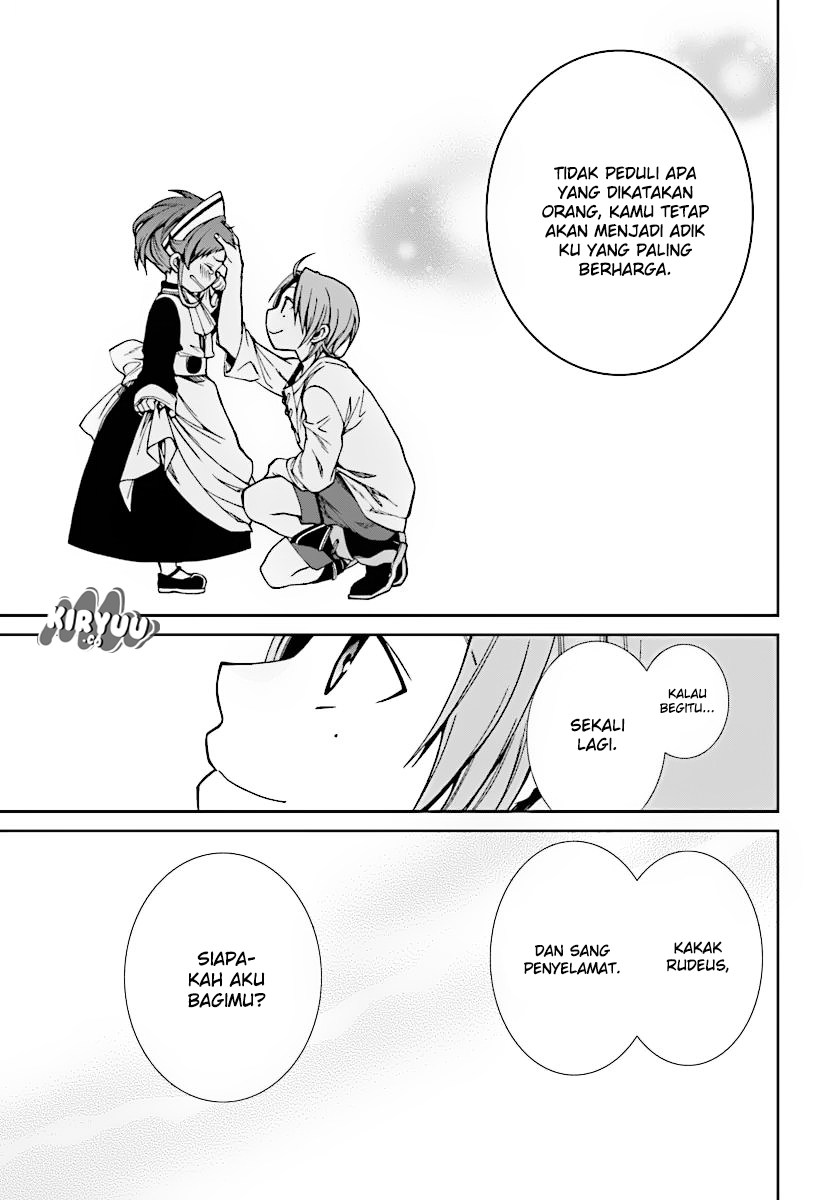 TIDAK PEDULI APA
YANG DIKATAKAN
ORANG, KAMU TETAP
AKAN MENJADI ADIK
KU YANG PALING
BERHARGA.
KIRYUU
.CO
KALAU
BEGITU...
SEKALI
LAGI.
KAKAK
RUDEUS,
DAN SANG
PENYELAMAT.
SIAPA-
KAH AKU
BAGIMU?